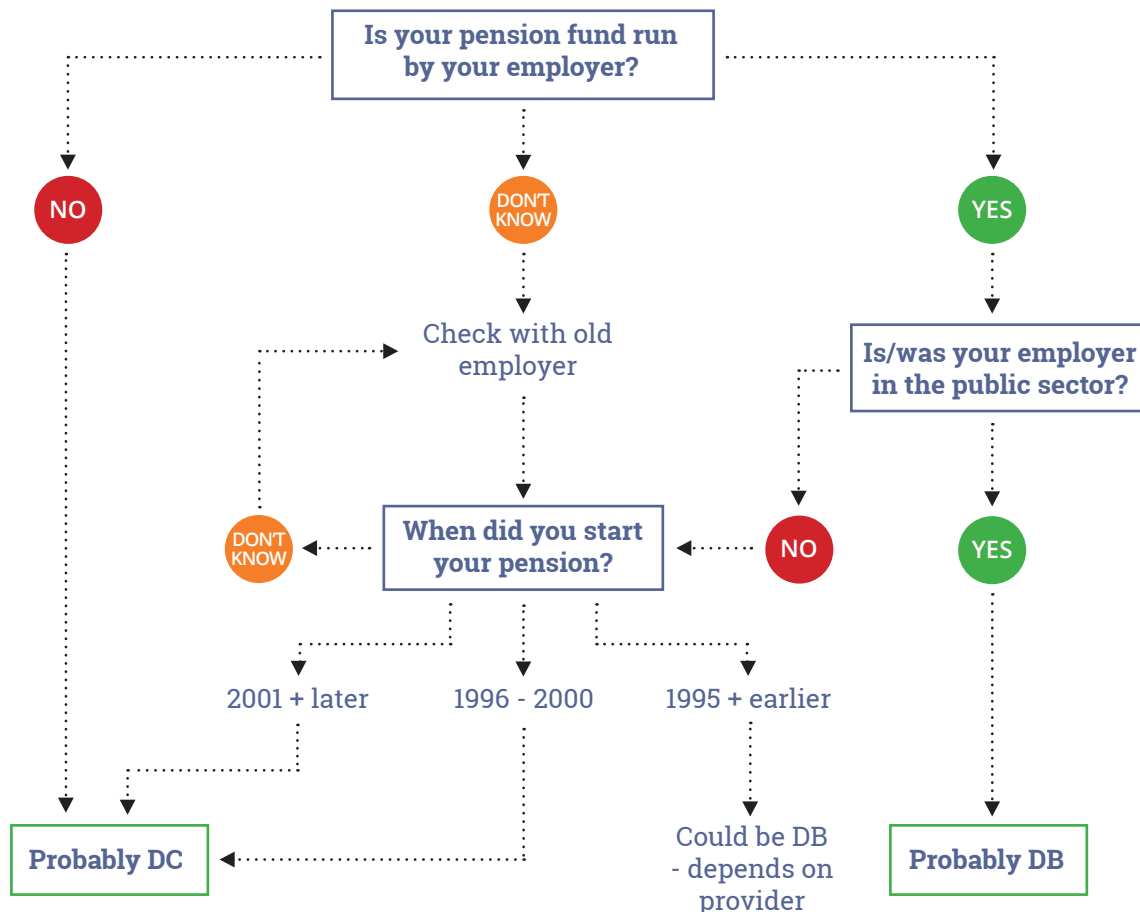 Is your pension fund run
by your employer?
NO
DON'T
KNOW
YES
Check with old
employer
Is/was your employer
in the public sector?
DON'T
KNOW
When did you start
your pension?
NO
YES
2001 + later
1996 - 2000
1995 + earlier
Probably DC
Could be DB
- depends on
provider
Probably DB